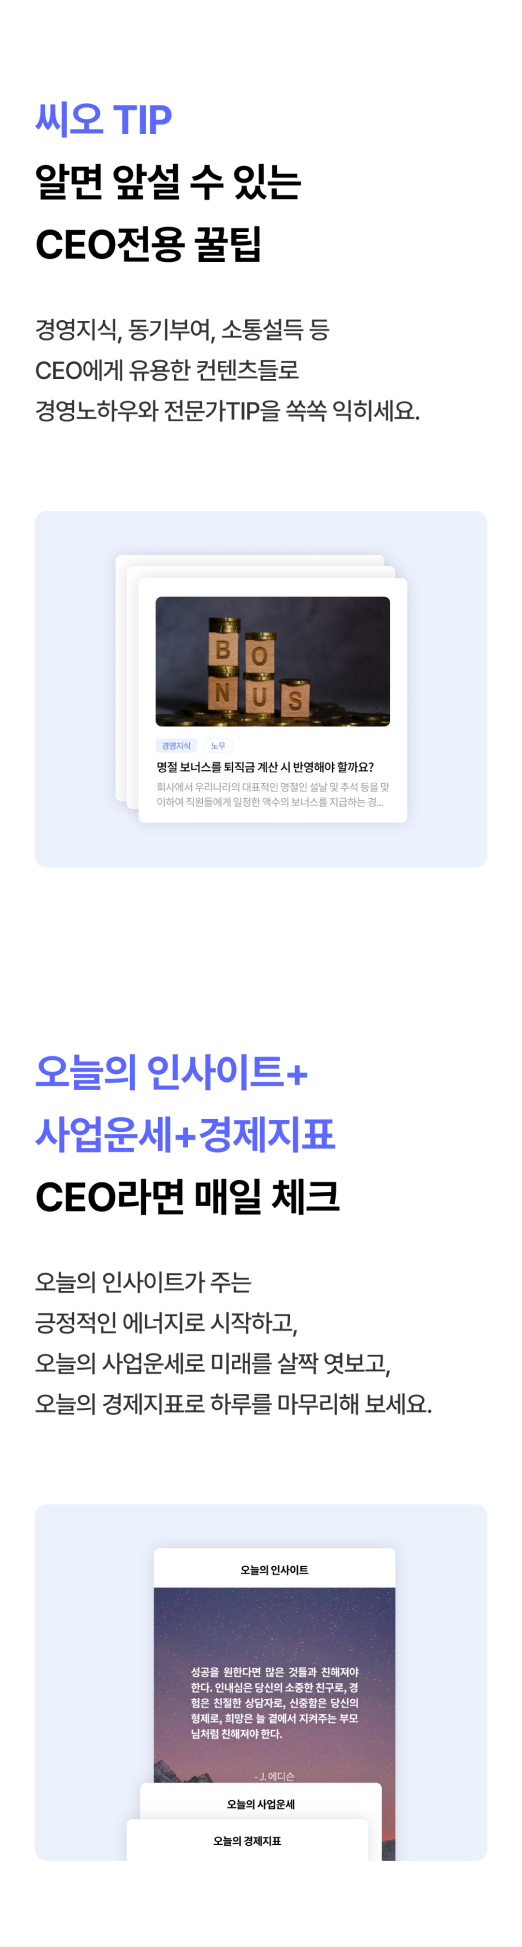 씨오 TIP
알면 앞설 수 있는
CEO전용 꿀팁
경영지식, 동기부여, 소통설득 등
CEO에게 유용한 컨텐츠들로
경영노하우와 전문가TIP을 쏙쏙 익히세요.
B O
N U S
경영지식 노무
명절 보너스를 퇴직금 계산 시 반영해야 할까요?
회사에서 우리나라의 대표적인 명절인 설날 및 추석 등을 맞
이하여 직원들에게 일정한 액수의 보너스를 지급하는 경...
오늘의 인사이트+
사업운세+경제지표
CEO라면 매일 체크
오늘의 인사이트가 주는
긍정적인 에너지로 시작하고,
오늘의 사업운세로 미래를 살짝 엿보고,
오늘의 경제지표로 하루를 마무리해 보세요.
오늘의 인사이트
성공을 원한다면 많은 것들과 친해져야
한다. 인내심은 당신의 소중한 친구로, 경
험은 친절한 상담자로, 신중함은 당신의
형제로, 희망은 늘 곁에서 지켜주는 부모
님처럼 친해져야 한다.
- J. 에디슨
오늘의 사업운세
오늘의 경제지표